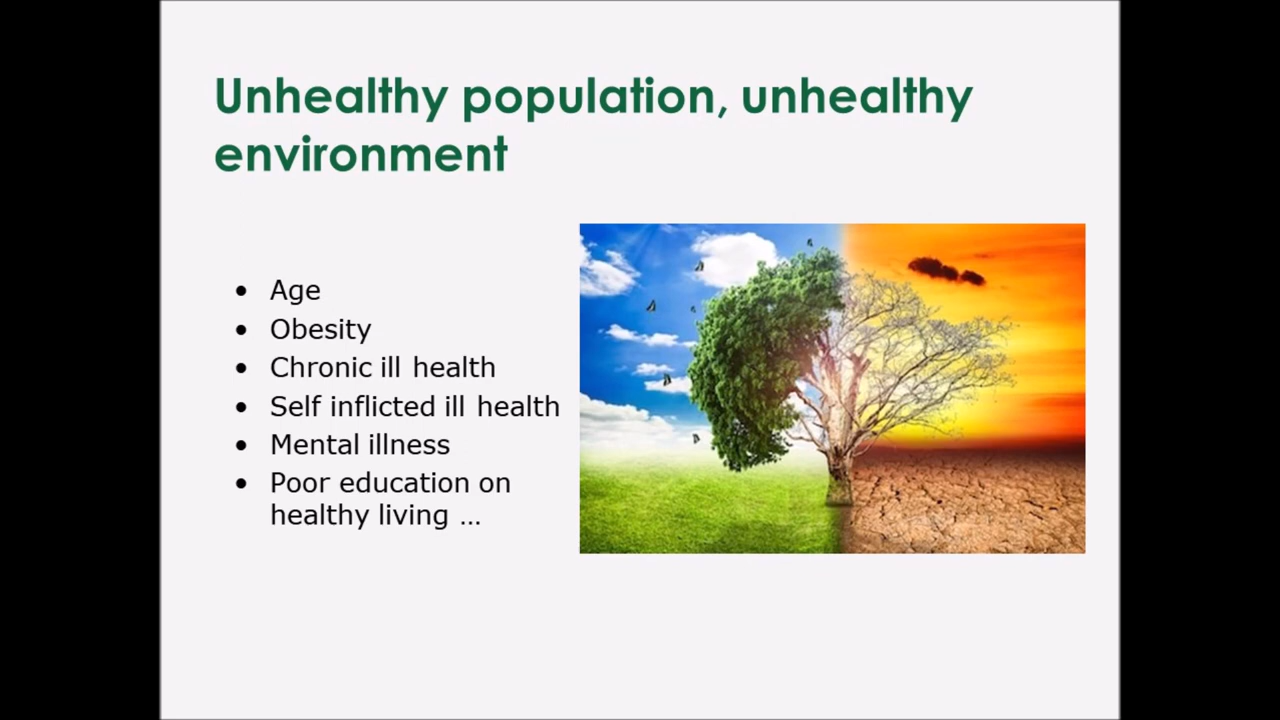 Unhealthy population, unhealthy
environment
• Age
• Obesity
• Chronic ill health
• Self inflicted ill health
• Mental illness
• Poor education on
healthy living ...